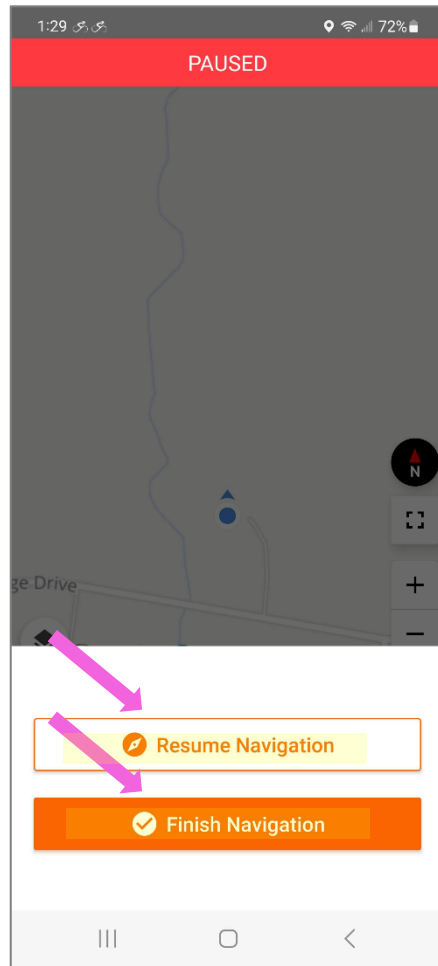 1:29 72%
PAUSED
N
ge Drive
+
−
Resume Navigation
Finish Navigation